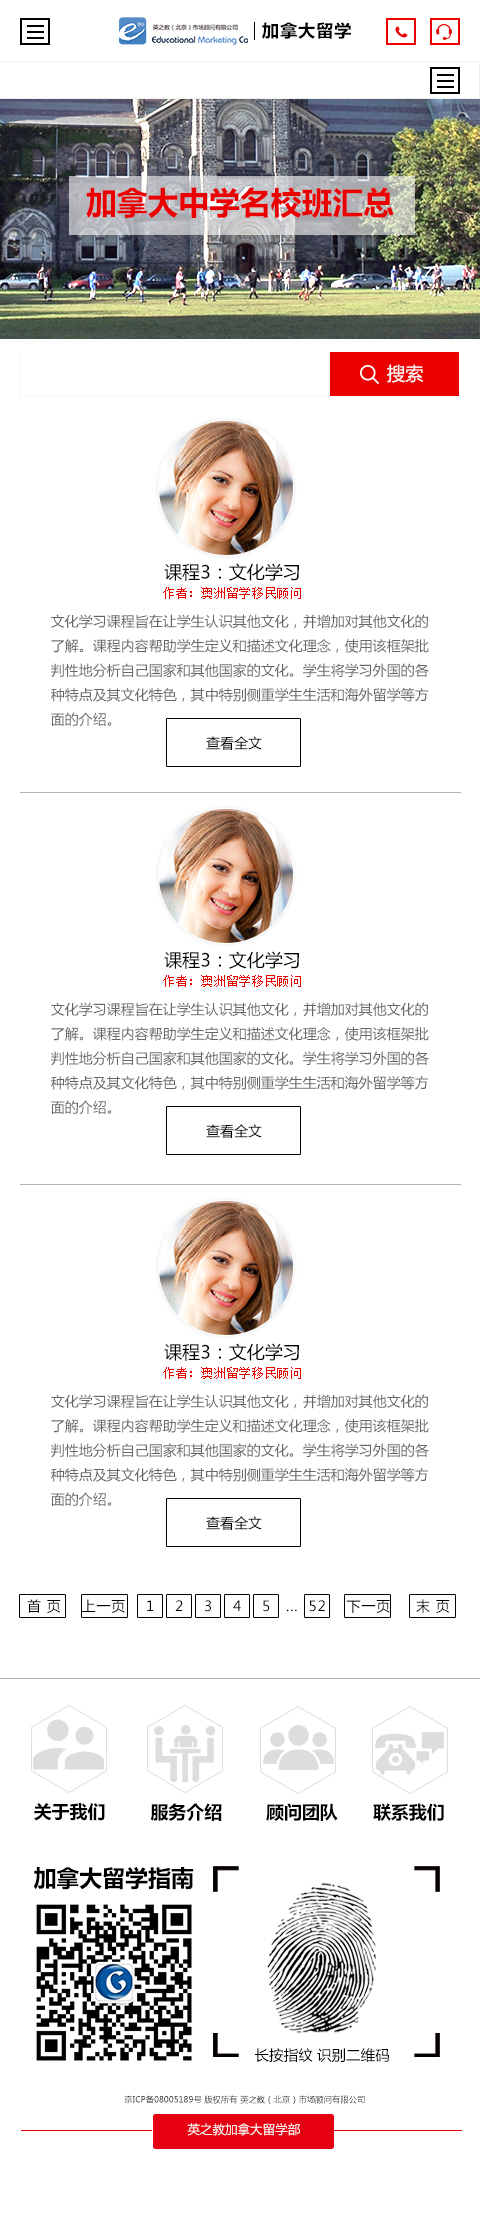 英之教（北京）市场顾问有限公司
Educational Marketing Co
加拿大留学
加拿大中学名校班汇总
搜索
课程3：文化学习
作者：澳洲留学移民顾问
文化学习课程旨在让学生认识其他文化，并增加对其他文化的
了解。课程内容帮助学生定义和描述文化理念，使用该框架批
判性地分析自己国家和其他国家的文化。学生将学习外国的各
种特点及其文化特色，其中特别侧重学生生活和海外留学等方
面的介绍。
查看全文
课程3：文化学习
作者：澳洲留学移民顾问
文化学习课程旨在让学生认识其他文化，并增加对其他文化的
了解。课程内容帮助学生定义和描述文化理念，使用该框架批
判性地分析自己国家和其他国家的文化。学生将学习外国的各
种特点及其文化特色，其中特别侧重学生生活和海外留学等方
面的介绍。
查看全文
课程3：文化学习
作者：澳洲留学移民顾问
文化学习课程旨在让学生认识其他文化，并增加对其他文化的
了解。课程内容帮助学生定义和描述文化理念，使用该框架批
判性地分析自己国家和其他国家的文化。学生将学习外国的各
种特点及其文化特色，其中特别侧重学生生活和海外留学等方
面的介绍。
查看全文
首 页 上一页 1 2 3 4 5 ... 52 下一页 末 页
关于我们 服务介绍 顾问团队 联系我们
加拿大留学指南
长按指纹 识别二维码
京ICP备08005189号 版权所有 英之教（北京）市场顾问有限公司
英之教加拿大留学部